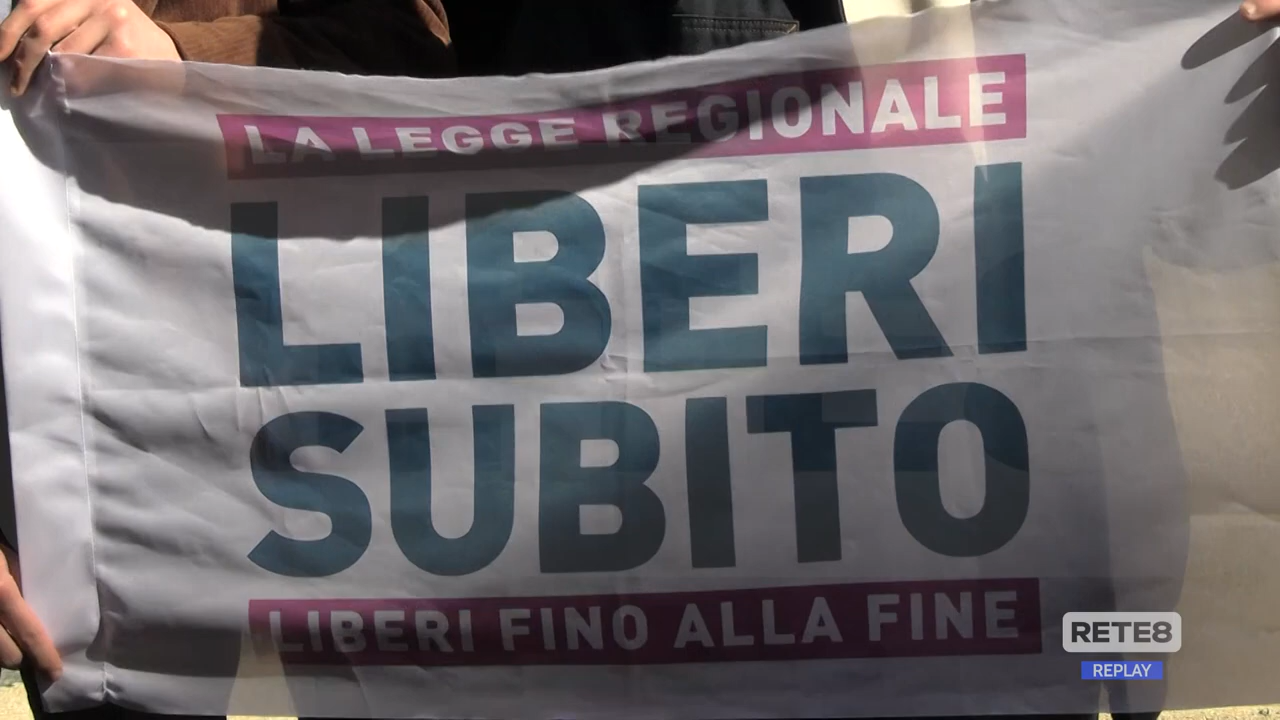 LA LEGGE REGIONALE
LIBERI
SUBITO
LIBERI FINO ALLA FINE
RETE8
REPLAY